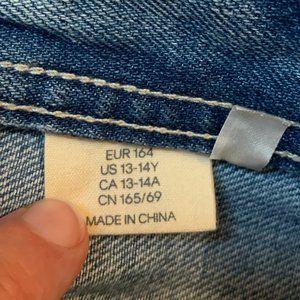 EUR 164
US 13-14Y
CA 13-14A
CN 165/69
MADE IN CHINA